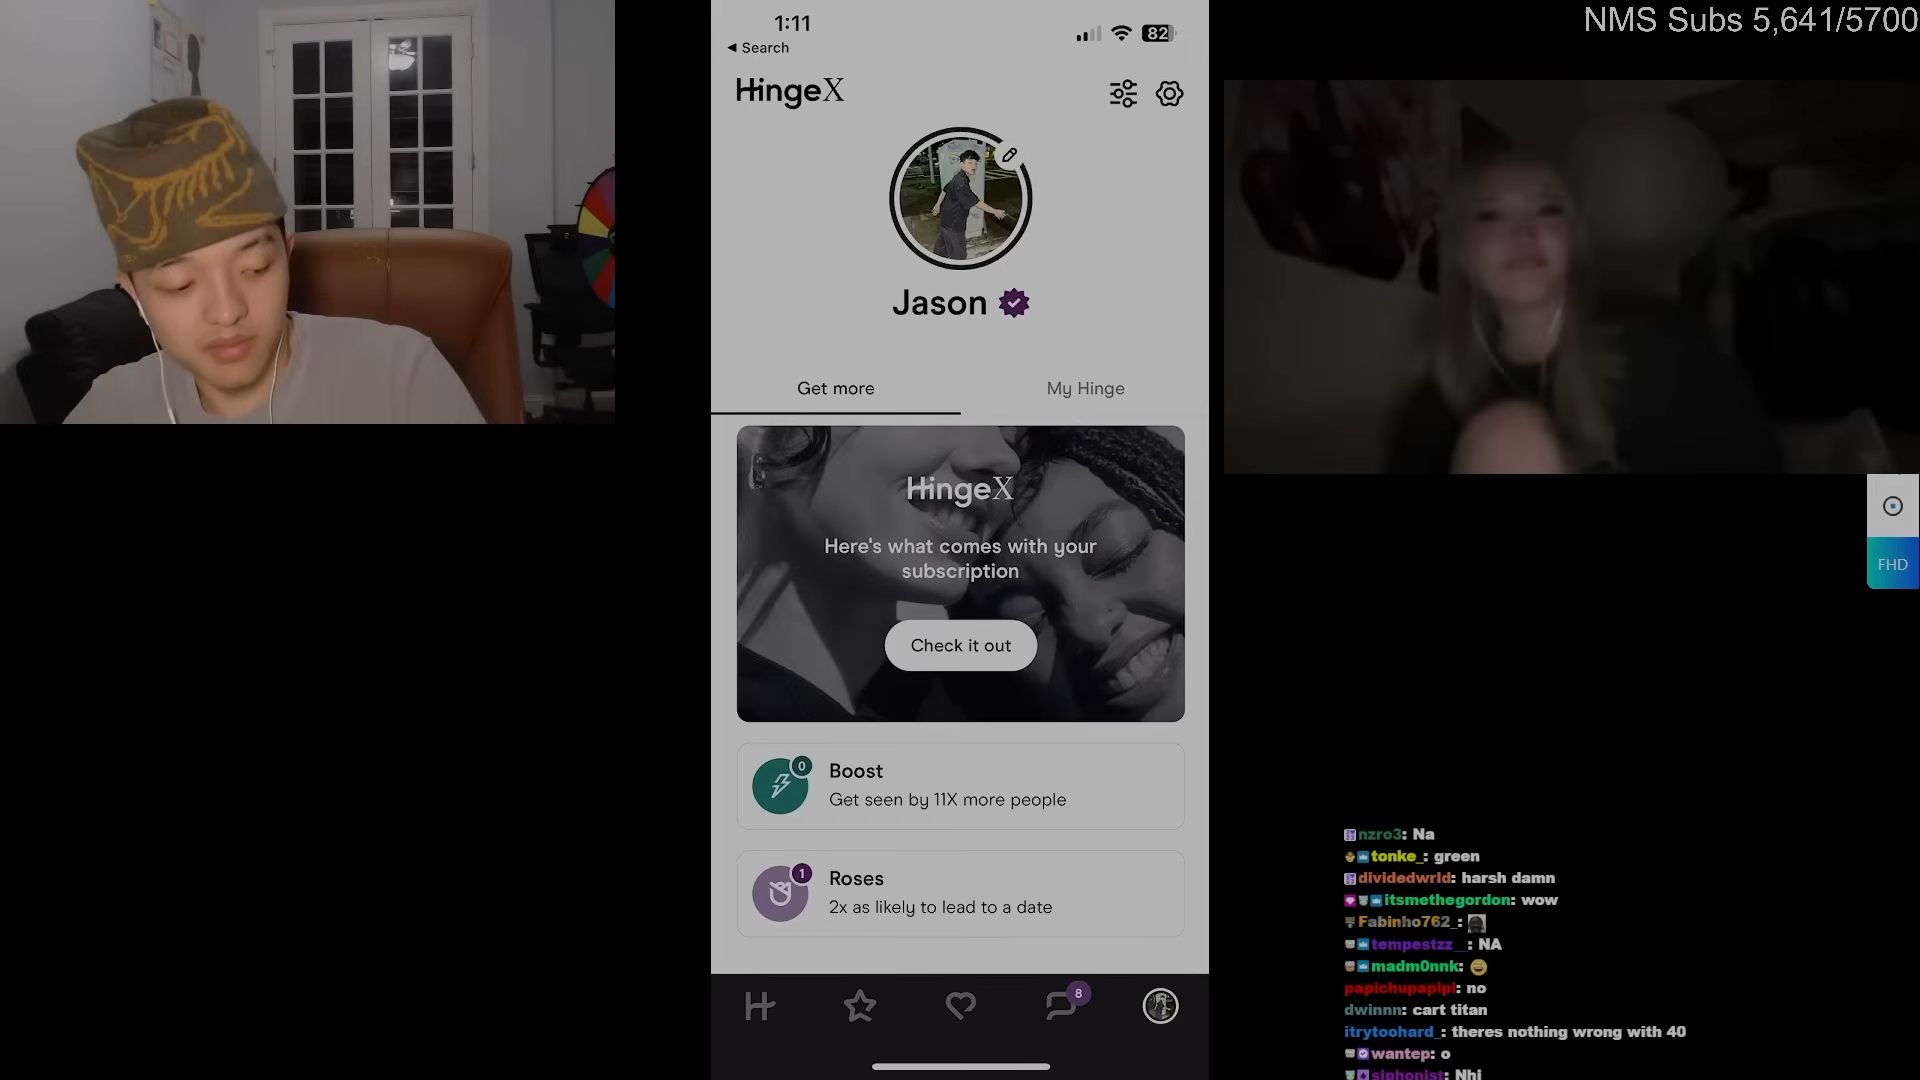 NMS Subs 5,641/5700
1:11
82
◀ Search
HingeX
Jason
Get more
My Hinge
HingeX
Here's what comes with your
subscription
Check it out
0
Boost
Get seen by 11X more people
1
Roses
2x as likely to lead to a date
8
FHD
nzro3: Na
tonke_: green
dividedwrld: harsh damn
itsmethegordon: wow
Fabinho762_:
tempestzz__: NA
madm0nnk:
papichupapipi: no
dwinnn: cart titan
itrytoohard_: theres nothing wrong with 40
wantep: o
siphonist: Nhi